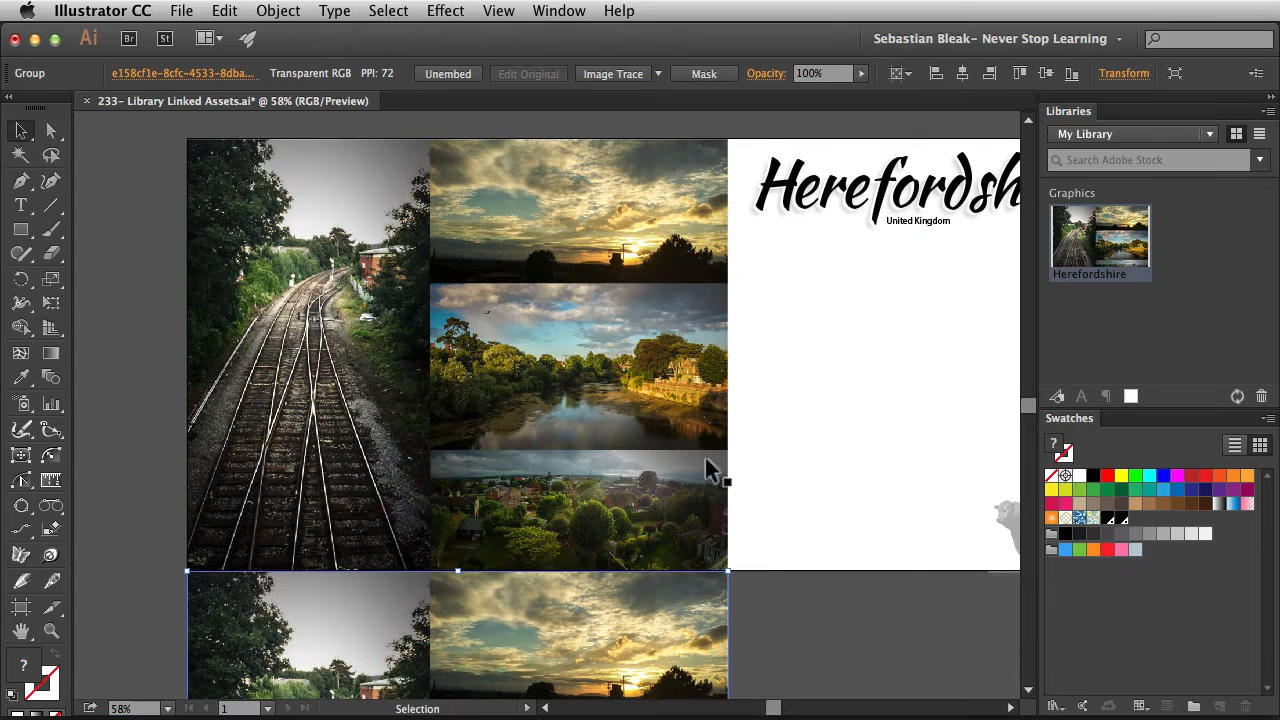 Illustrator CC File Edit Object Type Select Effect View Window Help
Ai Br St Sebastian Bleak- Never Stop Learning
Group e158cf1e-8cfc-4533-8dba... Transparent RGB PPI: 72 Unembed Edit Original Image Trace Mask Opacity: 100% Transform
× 233- Library Linked Assets.ai* @ 58% (RGB/Preview)
Libraries
My Library
Search Adobe Stock
Graphics
Herefordshire
Herefordsh
United Kingdom
Swatches
58% 1 Selection